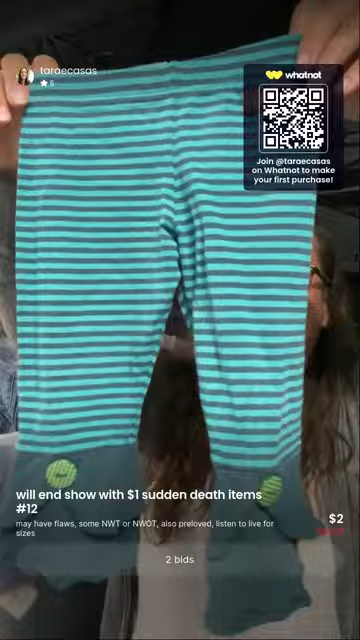 taraecasas
★ 5
whatnot
Join @taraecasas
on Whatnot to make
your first purchase!
will end show with $1 sudden death items
#12
may have flaws, some NWT or NWOT, also preloved, listen to live for
sizes
$2
2 bids